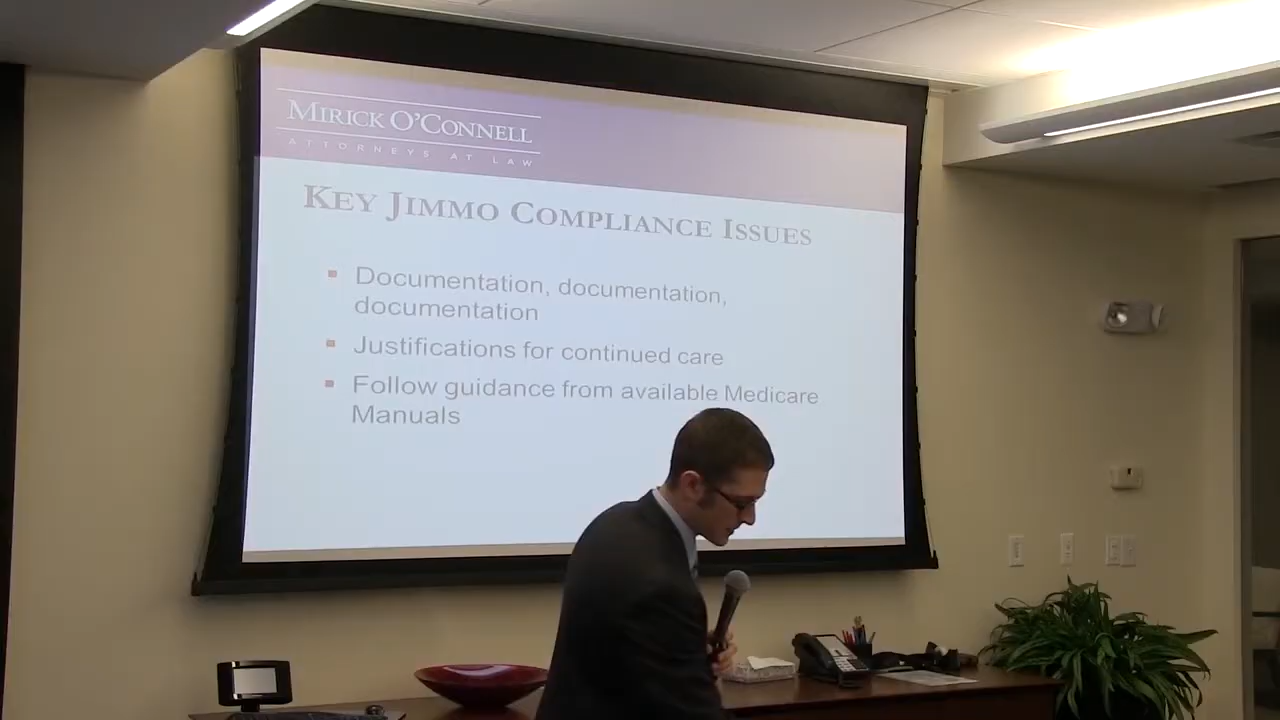 MIRICK O'CONNELL
ATTORNEYS AT LAW
KEY JIMMO COMPLIANCE ISSUES
Documentation, documentation,
documentation
Justifications for continued care
Follow guidance from available Medicare
Manuals